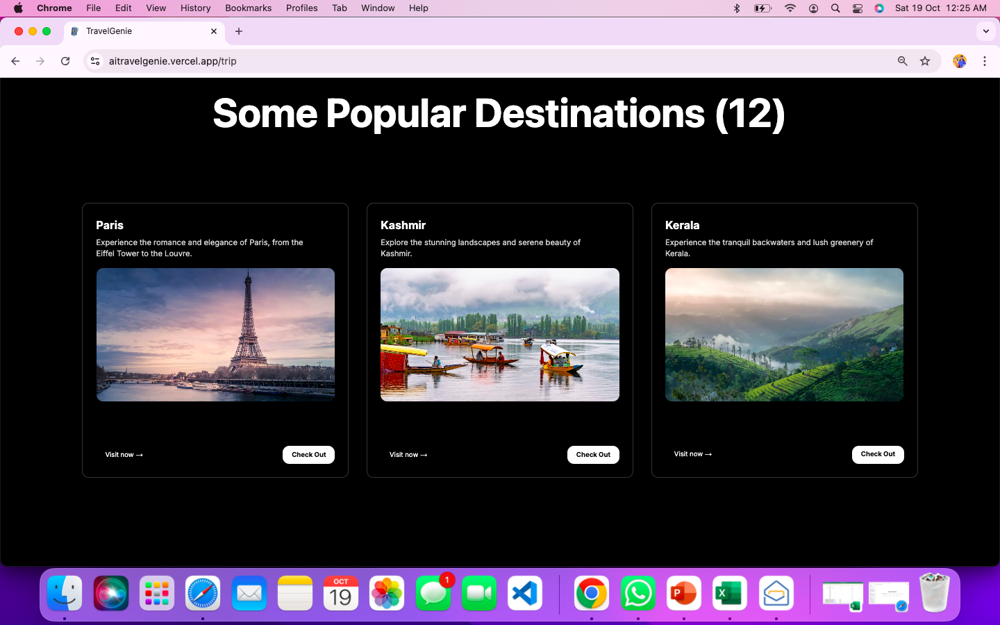 Chrome File Edit View History Bookmarks Profiles Tab Window Help Sat 19 Oct 12:25 AM
TravelGenie
aitravelgenie.vercel.app/trip
Some Popular Destinations (12)
Paris
Experience the romance and elegance of Paris, from the
Eiffel Tower to the Louvre.
Visit now →
Check Out
Kashmir
Explore the stunning landscapes and serene beauty of
Kashmir.
Visit now →
Check Out
Kerala
Experience the tranquil backwaters and lush greenery of
Kerala.
Visit now →
Check Out
OCT
19
1
P
X